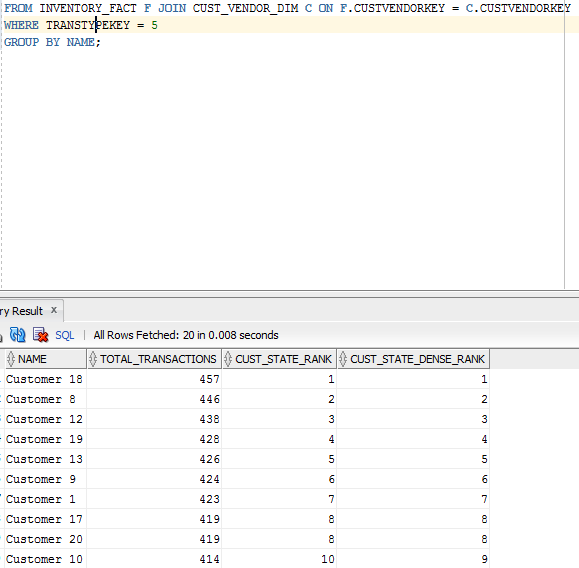 FROM INVENTORY_FACT F JOIN CUST_VENDOR_DIM C ON F.CUSTVENDORKEY = C.CUSTVENDORKEY
WHERE TRANSTYPEKEY = 5
GROUP BY NAME;
ry Result x
SQL | All Rows Fetched: 20 in 0.008 seconds
NAME TOTAL_TRANSACTIONS CUST_STATE_RANK CUST_STATE_DENSE_RANK
Customer 18 457 1 1
Customer 8 446 2 2
Customer 12 438 3 3
Customer 19 428 4 4
Customer 13 426 5 5
Customer 9 424 6 6
Customer 1 423 7 7
Customer 17 419 8 8
Customer 20 419 8 8
Customer 10 414 10 9